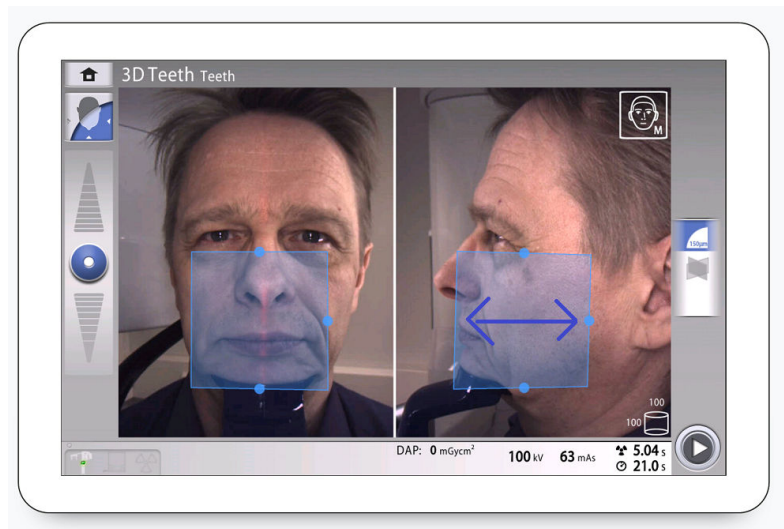 3D Teeth Teeth
M
150µm
100
100
DAP: 0 mGycm²
100 kV
63 mAs
5.04 s
21.0 s